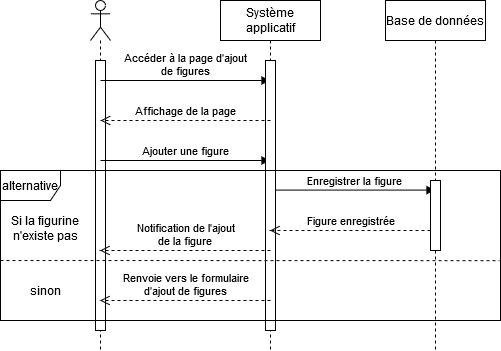 Système
applicatif
Base de données
Accéder à la page d'ajout
de figures
Affichage de la page
Ajouter une figure
alternative
Enregistrer la figure
Si la figurine
n'existe pas
Figure enregistrée
Notification de l'ajout
de la figure
Renvoie vers le formulaire
d'ajout de figures
sinon